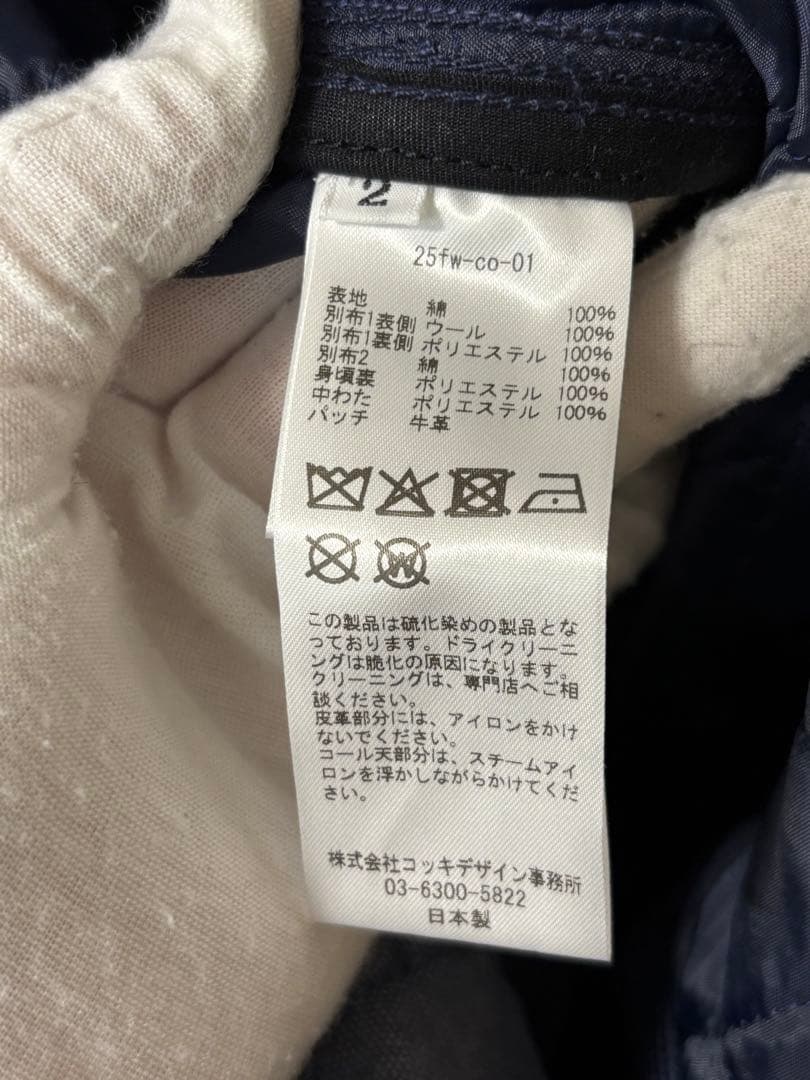 2
25fw-co-01
表地 綿 100%
別布1表側 ウール 100%
別布1裏側 ポリエステル 100%
別布2 綿 100%
身頃裏 ポリエステル 100%
中わた ポリエステル 100%
パッチ 牛革
W
この製品は硫化染めの製品とな
っております。ドライクリーニ
ングは脆化の原因になります。
クリーニングは、専門店へご相
談ください。
皮革部分には、アイロンをかけ
ないでください。
コール天部分は、スチームアイ
ロンを浮かしながらかけてくだ
さい。
株式会社コッキデザイン事務所
03-6300-5822
日本製